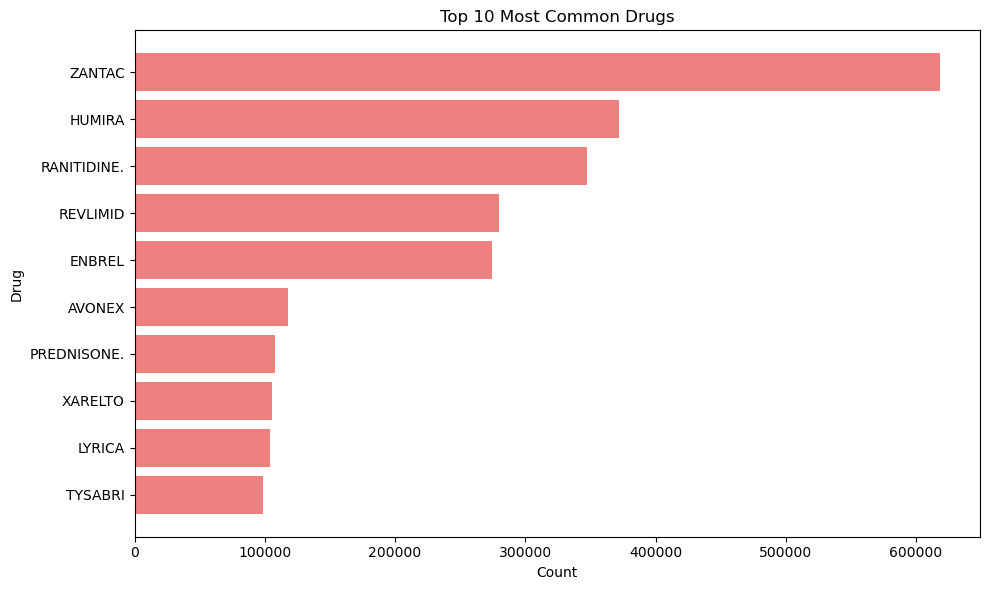 Top 10 Most Common Drugs
Drug
ZANTAC
HUMIRA
RANITIDINE.
REVLIMID
ENBREL
AVONEX
PREDNISONE.
XARELTO
LYRICA
TYSABRI
0 100000 200000 300000 400000 500000 600000
Count